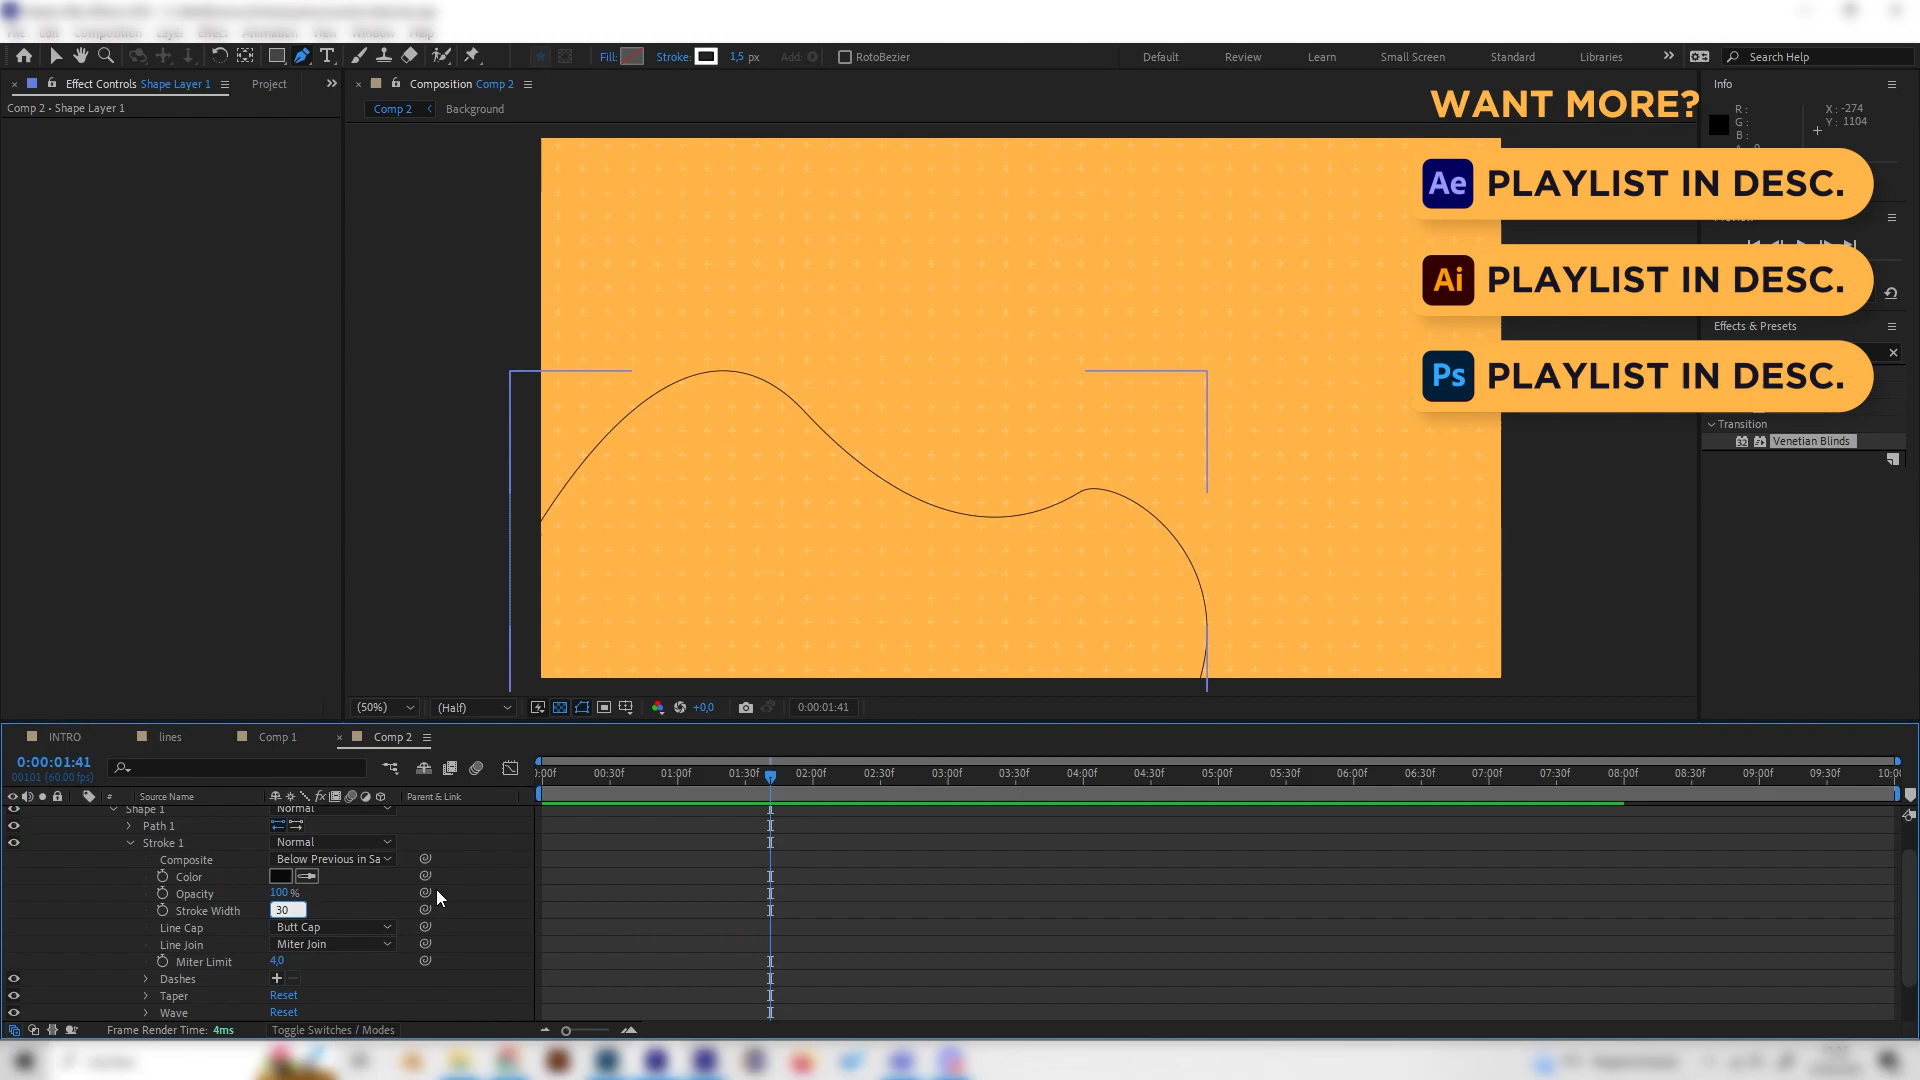 Fill:
Stroke:
1,5 px
Add:
RotoBezier
Default
Review
Learn
Small Screen
Standard
Libraries
Search Help
Effect Controls Shape Layer 1
Project
Composition Comp 2
Info
Comp 2 • Shape Layer 1
Comp 2
Background
WANT MORE?
R :
G :
B :
X : -274
Y : 1104
Ae PLAYLIST IN DESC.
Ai PLAYLIST IN DESC.
Effects & Presets
Ps PLAYLIST IN DESC.
Transition
32
Venetian Blinds
(50%)
(Half)
+0,0
0:00:01:41
INTRO
lines
Comp 1
Comp 2
0:00:01:41
00101 (60.00 fps)
:00f
00:30f
01:00f
01:30f
02:00f
02:30f
03:00f
03:30f
04:00f
04:30f
05:00f
05:30f
06:00f
06:30f
07:00f
07:30f
08:00f
08:30f
09:00f
09:30f
10:00
#
Source Name
fx
Parent & Link
Shape 1
Normal
Path 1
Stroke 1
Normal
Composite
Below Previous in Sa
Color
Opacity
100 %
Stroke Width
30
Line Cap
Butt Cap
Line Join
Miter Join
Miter Limit
4,0
Dashes
Taper
Reset
Wave
Reset
Frame Render Time: 4ms
Toggle Switches / Modes